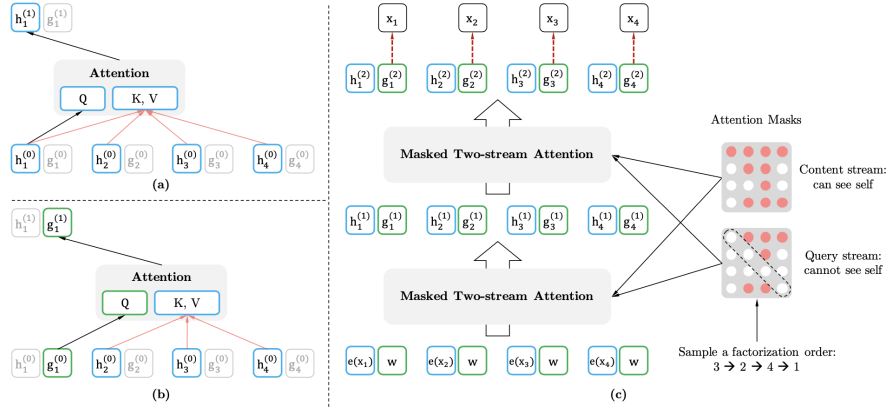 h₁⁽¹⁾ g₁⁽¹⁾
Attention
Q K, V
h₁⁽⁰⁾ g₁⁽⁰⁾ h₂⁽⁰⁾ g₂⁽⁰⁾ h₃⁽⁰⁾ g₃⁽⁰⁾ h₄⁽⁰⁾ g₄⁽⁰⁾
(a)
h₁⁽¹⁾ g₁⁽¹⁾
Attention
Q K, V
h₁⁽⁰⁾ g₁⁽⁰⁾ h₂⁽⁰⁾ g₂⁽⁰⁾ h₃⁽⁰⁾ g₃⁽⁰⁾ h₄⁽⁰⁾ g₄⁽⁰⁾
(b)
x₁ x₂ x₃ x₄
h₁⁽²⁾ g₁⁽²⁾ h₂⁽²⁾ g₂⁽²⁾ h₃⁽²⁾ g₃⁽²⁾ h₄⁽²⁾ g₄⁽²⁾
Masked Two-stream Attention
h₁⁽¹⁾ g₁⁽¹⁾ h₂⁽¹⁾ g₂⁽¹⁾ h₃⁽¹⁾ g₃⁽¹⁾ h₄⁽¹⁾ g₄⁽¹⁾
Masked Two-stream Attention
e(x₁) w e(x₂) w e(x₃) w e(x₄) w
(c)
Attention Masks
Content stream:
can see self
Query stream:
cannot see self
Sample a factorization order:
3 → 2 → 4 → 1